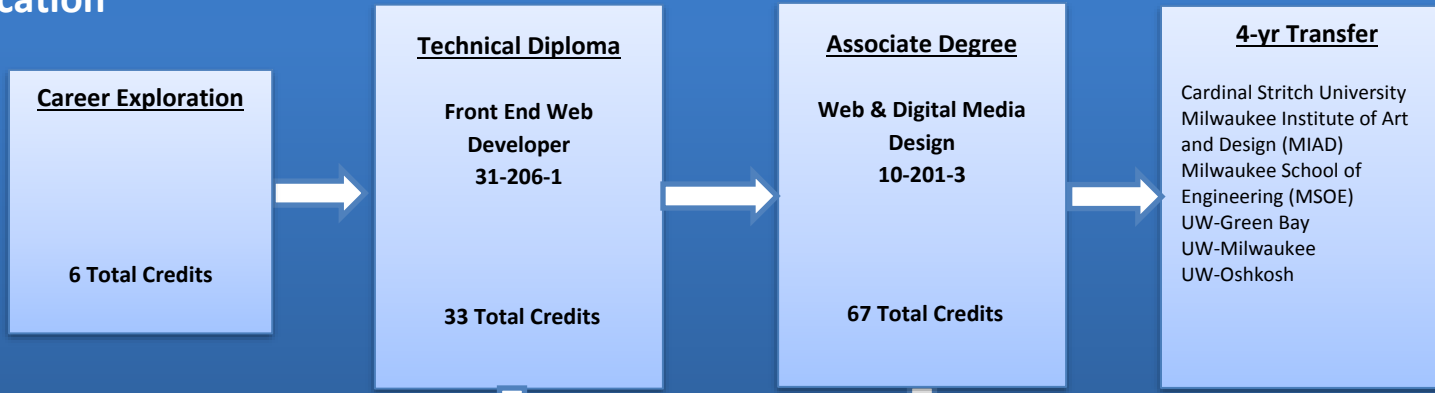 Career Exploration
6 Total Credits
Technical Diploma
Front End Web
Developer
31-206-1
33 Total Credits
Associate Degree
Web & Digital Media
Design
10-201-3
67 Total Credits
4-yr Transfer
Cardinal Stritch University
Milwaukee Institute of Art
and Design (MIAD)
Milwaukee School of
Engineering (MSOE)
UW-Green Bay
UW-Milwaukee
UW-Oshkosh